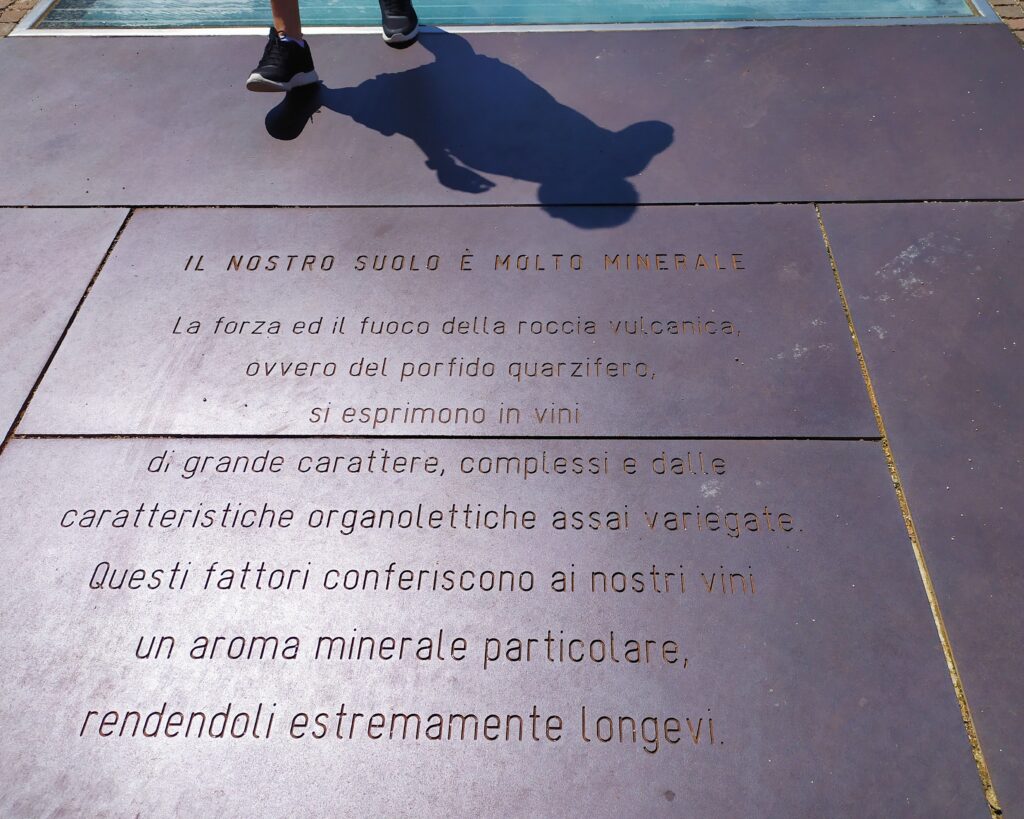 IL NOSTRO SUOLO È MOLTO MINERALE
La forza ed il fuoco della roccia vulcanica,
ovvero del porfido quarzifero,
si esprimono in vini
di grande carattere, complessi e dalle
caratteristiche organolettiche assai variegate.
Questi fattori conferiscono ai nostri vini
un aroma minerale particolare,
rendendoli estremamente longevi.